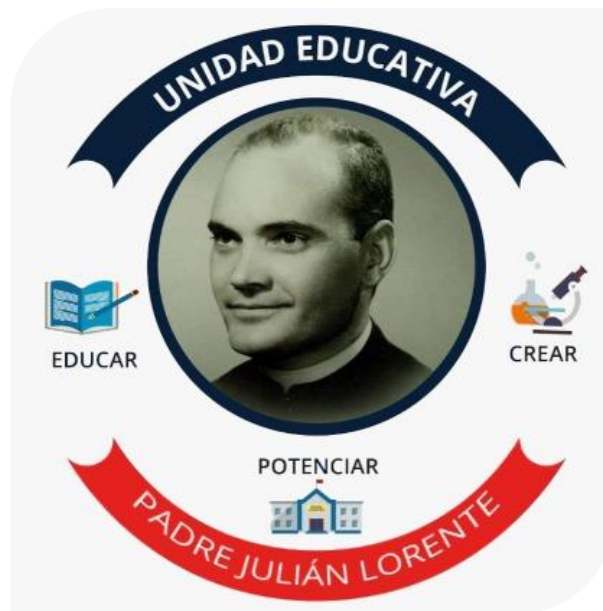 UNIDAD EDUCATIVA
EDUCAR
CREAR
POTENCIAR
PADRE JULIÁN LORENTE